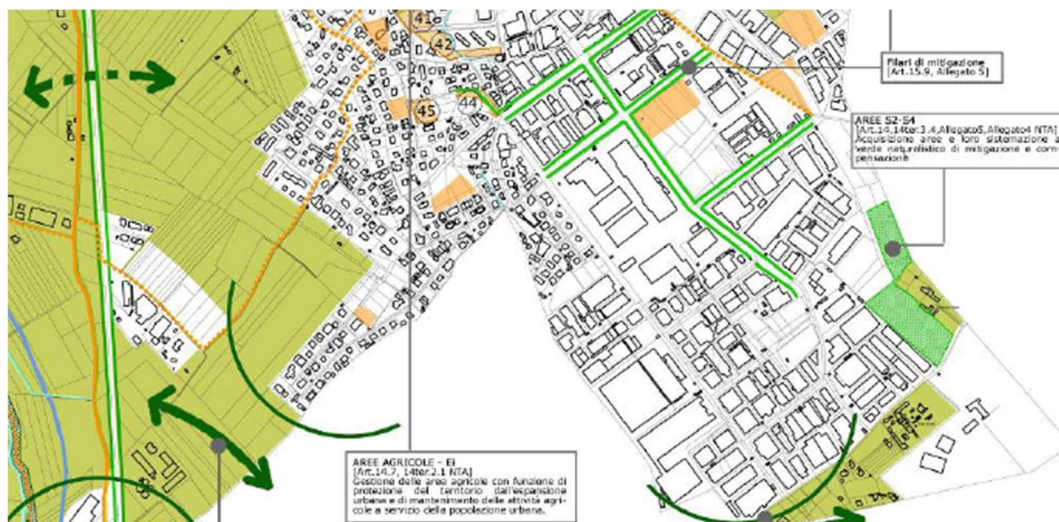 41
42
44
45
Filari di mitigazione
[Art.15.9, Allegato 5]
AREE S2-S4
[Art.14,14ter.3.4,Allegato5,Allegato4 NTA]
Acquisizione aree e loro sistemazione a
verde naturalistico di mitigazione e com-
pensazione
AREE AGRICOLE - Ei
[Art.14.7, 14ter.2.1 NTA]
Gestione delle area agricole con funzione di
protezione del territorio dall'espansione
urbana e di mantenimento delle attività agri-
cole a servizio della popolazione urbana.